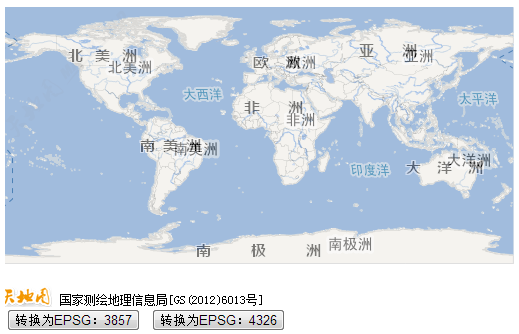 北 美 洲
北美洲
欧 洲
欧洲
亚 洲
亚洲
大西洋
太平洋
非 洲
非洲
南 美 洲
南美洲
印度洋
大 洋 洲
大洋洲
南 极 洲
南极洲
天地图
国家测绘地理信息局[GS(2012)6013号]
转换为EPSG：3857
转换为EPSG：4326